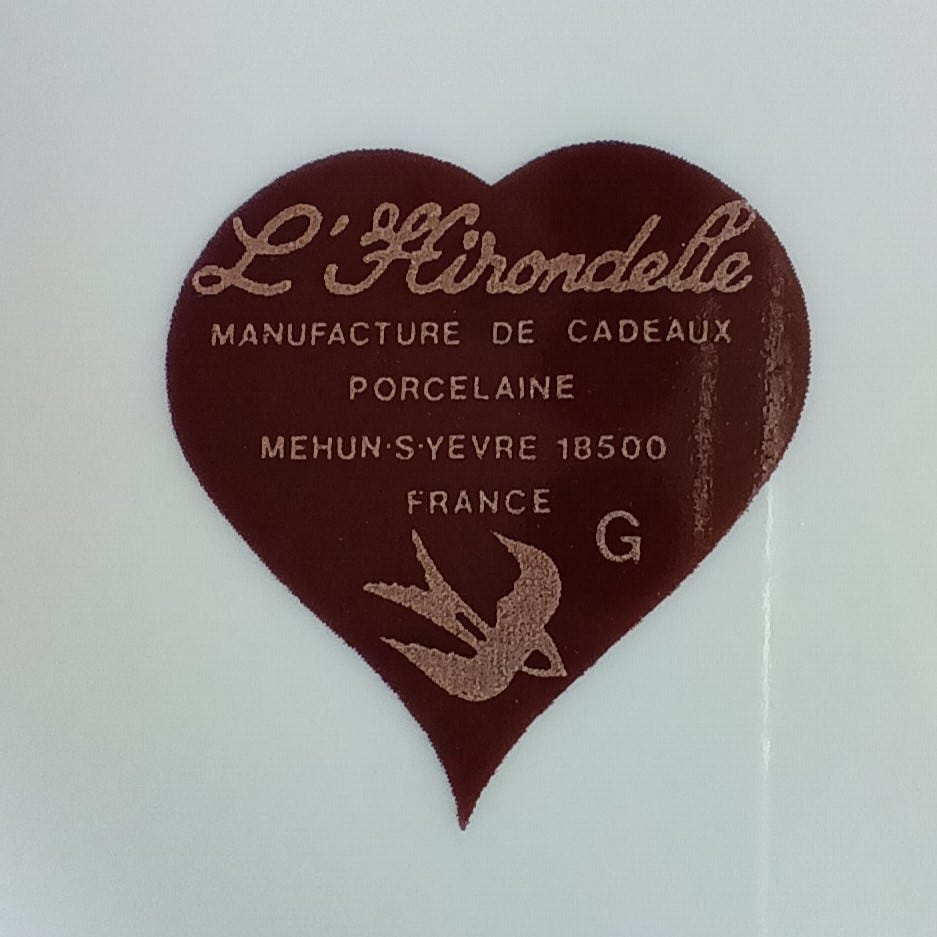 L'Hirondelle
MANUFACTURE DE CADEAUX
PORCELAINE
MEHUN·S·YEVRE 18500
FRANCE
G